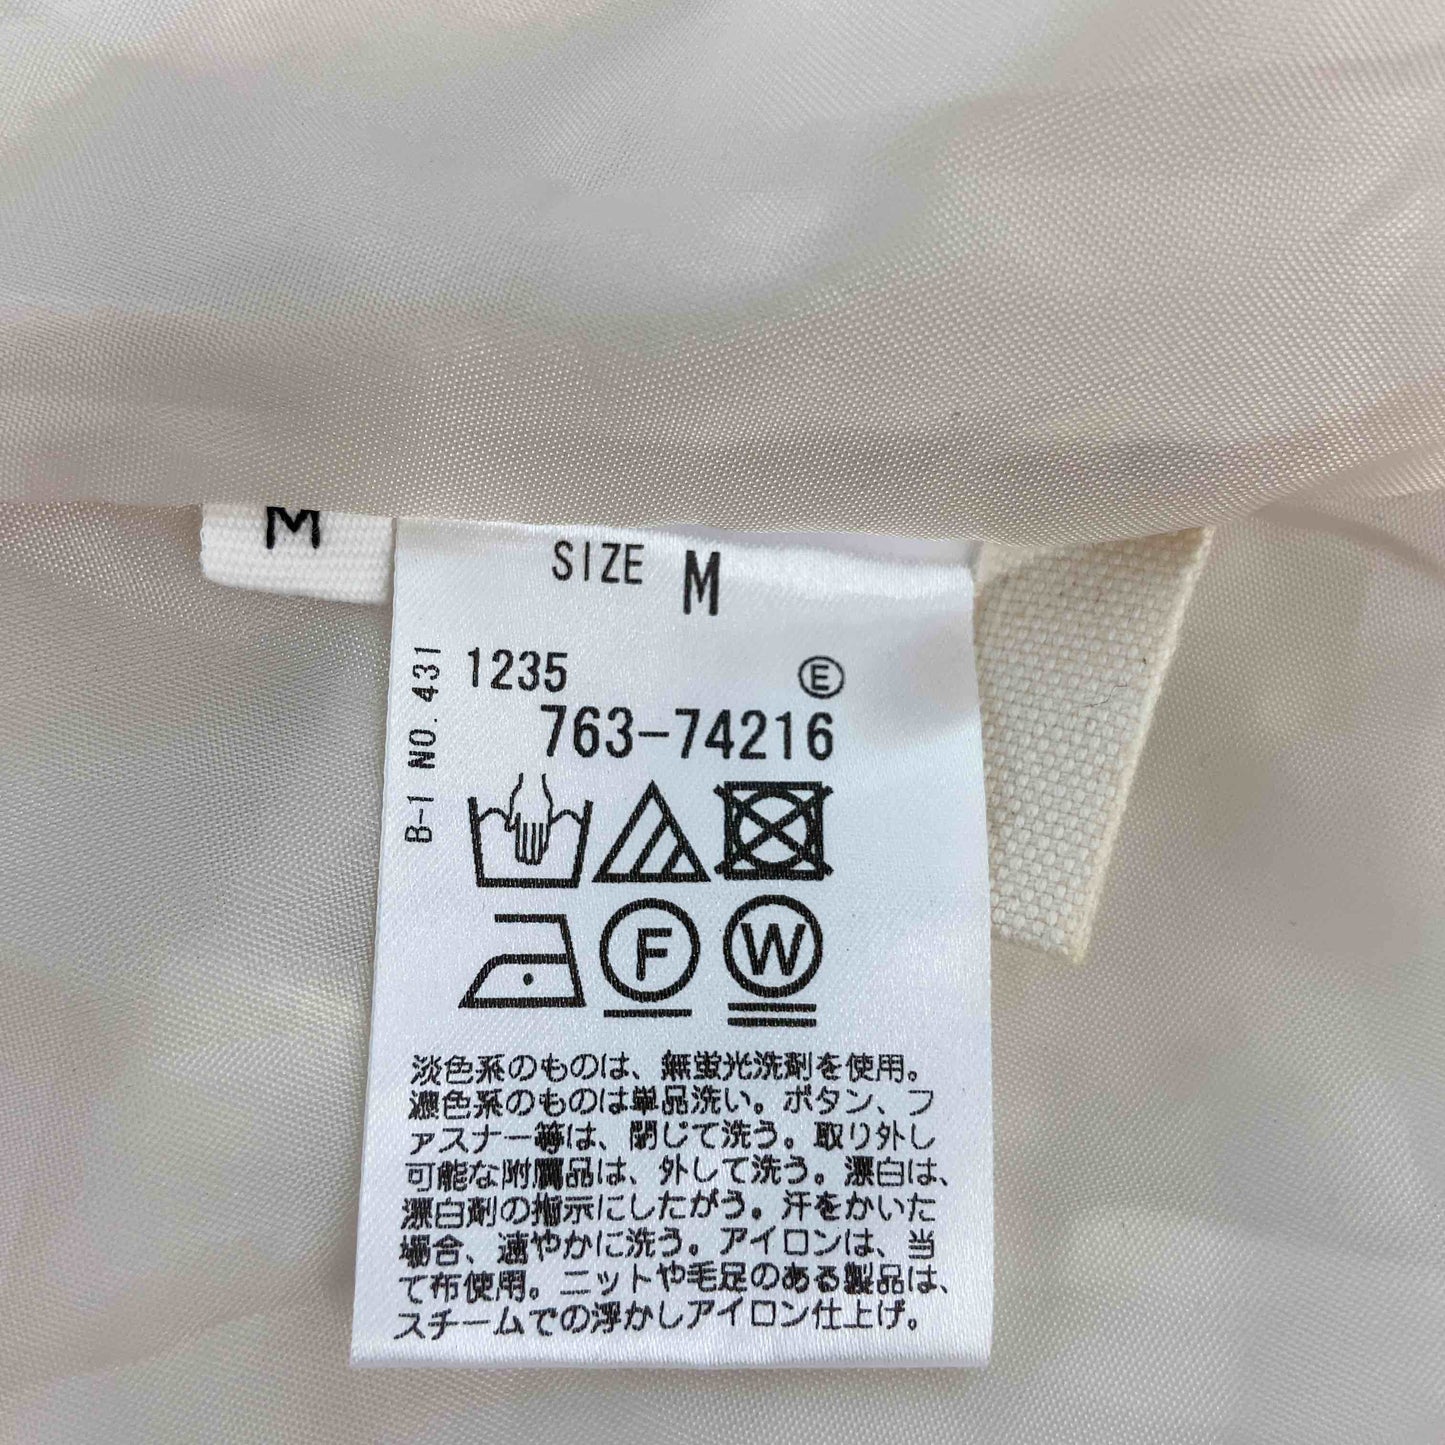 M
SIZE M
B-1 NO. 431
1235 Ⓔ
763-74216
F
W
淡色系のものは、無蛍光洗剤を使用。
濃色系のものは単品洗い。ボタン、フ
ァスナー等は、閉じて洗う。取り外し
可能な附属品は、外して洗う。漂白は、
漂白剤の指示にしたがう。汗をかいた
場合、速やかに洗う。アイロンは、当
て布使用。ニットや毛足のある製品は、
スチームでの浮かしアイロン仕上げ。